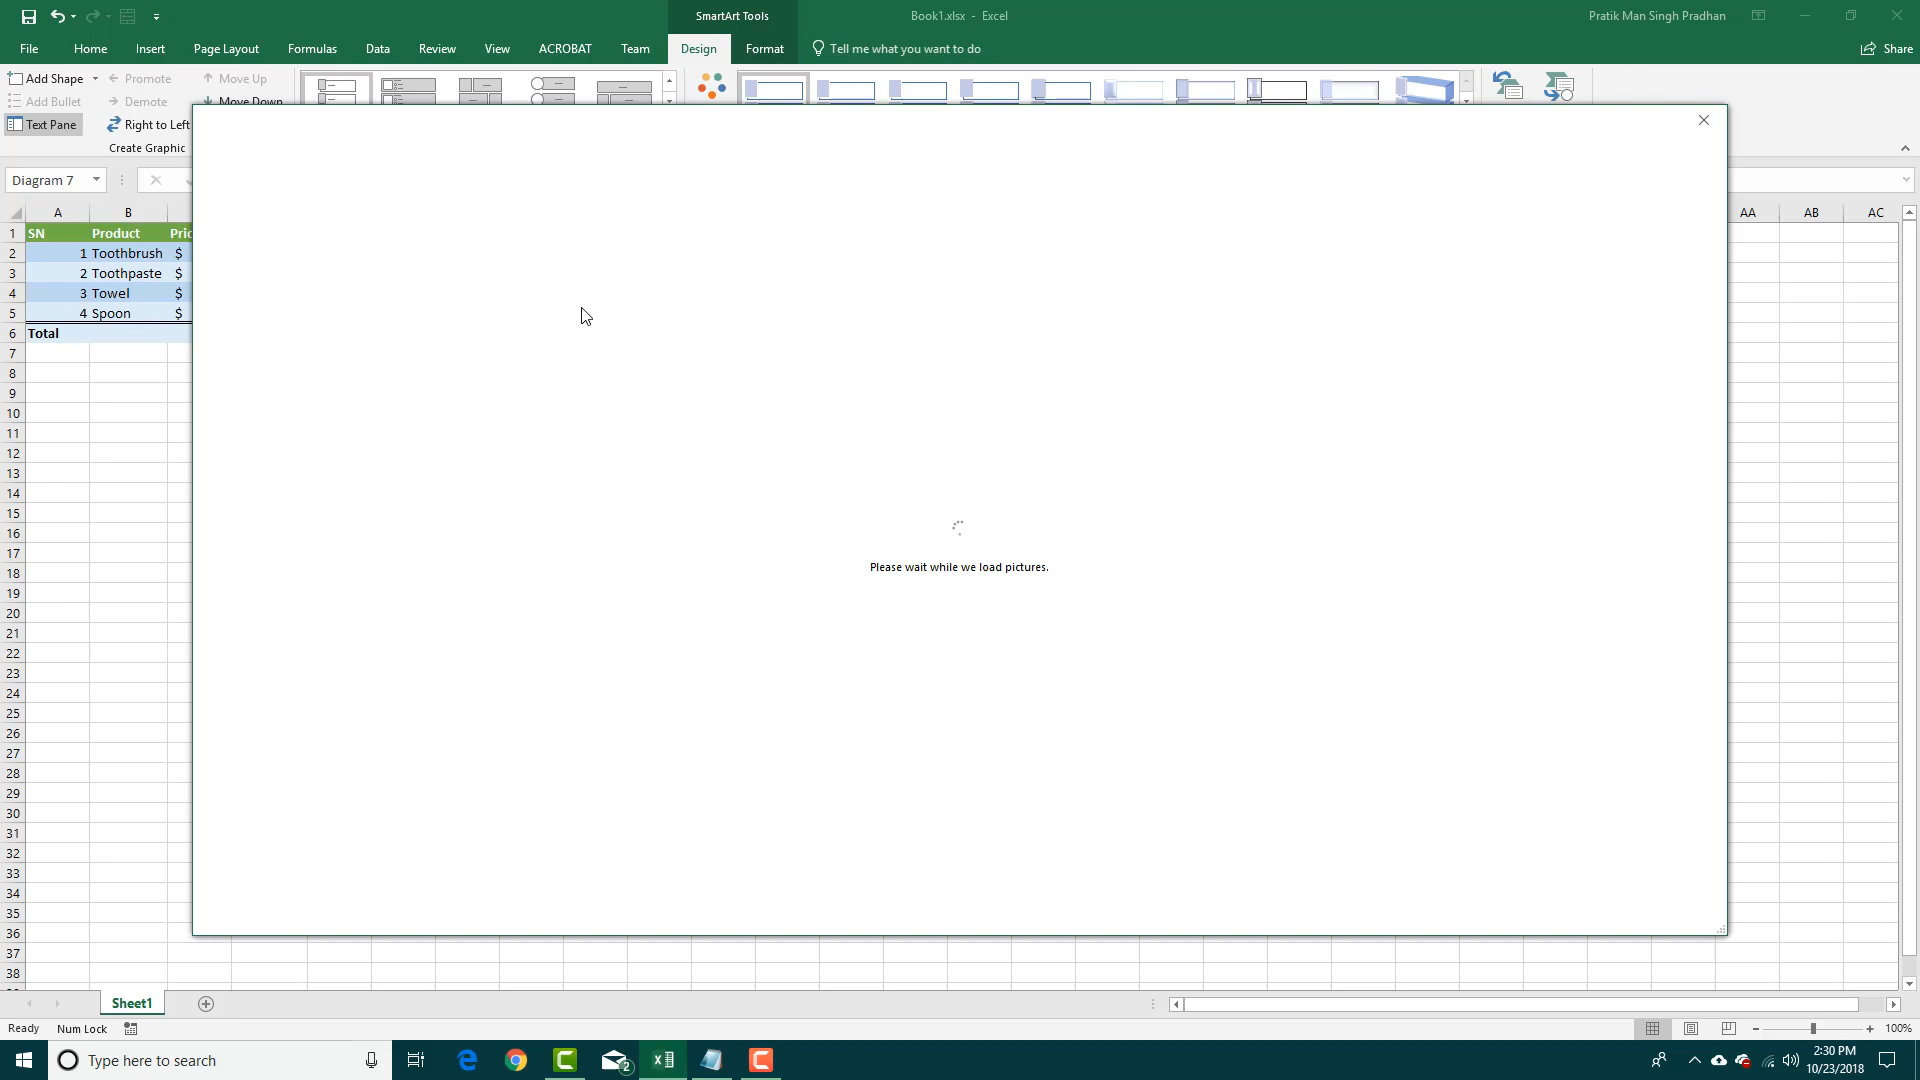 SmartArt Tools
Book1.xlsx - Excel
Pratik Man Singh Pradhan
File Home Insert Page Layout Formulas Data Review View ACROBAT Team Design Format Tell me what you want to do Share
Add Shape Promote Move Up
Add Bullet Demote Move Down
Text Pane Right to Left
Create Graphic
Diagram 7
A B AA AB AC
1 SN Product
2 1 Toothbrush $
3 2 Toothpaste $
4 3 Towel $
5 4 Spoon $
6 Total
7
8
9
10
11
12
13
14
15
16
17
Please wait while we load pictures.
18
19
20
21
22
23
24
25
26
27
28
29
30
31
32
33
34
35
36
37
38
Sheet1
Ready Num Lock 100%
Type here to search
2
2:30 PM
10/23/2018